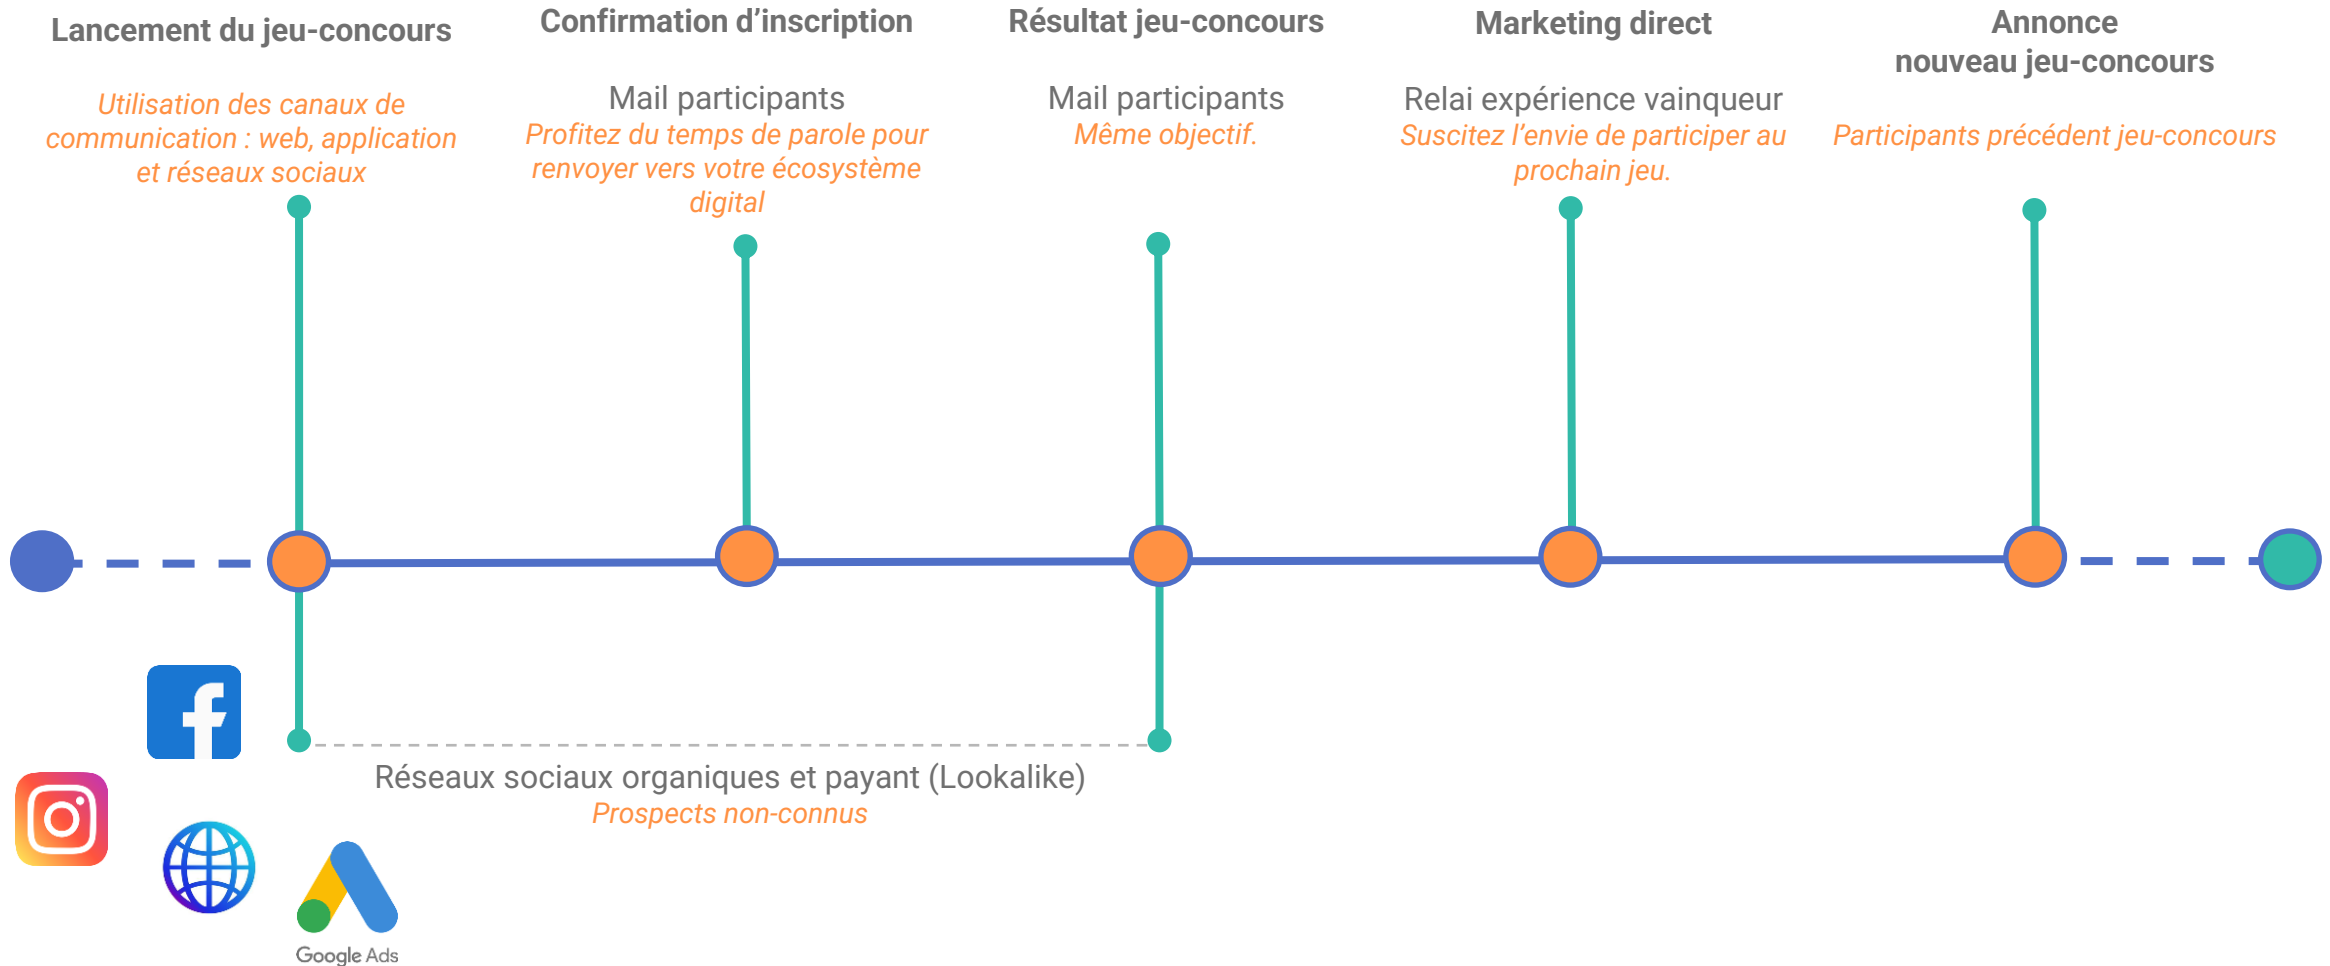 Lancement du jeu-concours
Utilisation des canaux de
communication : web, application
et réseaux sociaux
Confirmation d’inscription
Mail participants
Profitez du temps de parole pour
renvoyer vers votre écosystème
digital
Résultat jeu-concours
Mail participants
Même objectif.
Marketing direct
Relai expérience vainqueur
Suscitez l’envie de participer au
prochain jeu.
Annonce
nouveau jeu-concours
Participants précédent jeu-concours
Réseaux sociaux organiques et payant (Lookalike)
Prospects non-connus
Google Ads